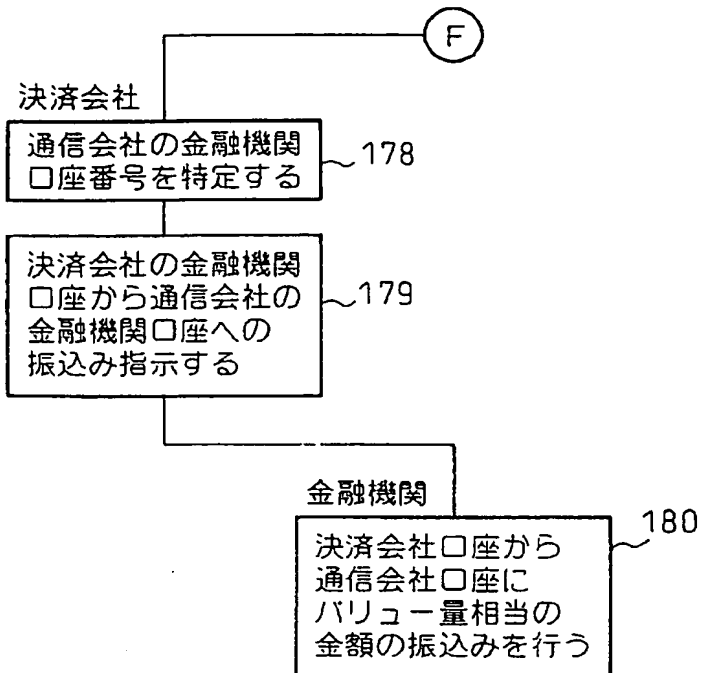 F
決済会社
通信会社の金融機関
口座番号を特定する
178
決済会社の金融機関
口座から通信会社の
金融機関口座への
振込み指示する
179
金融機関
180
決済会社口座から
通信会社口座に
バリュー量相当の
金額の振込みを行う